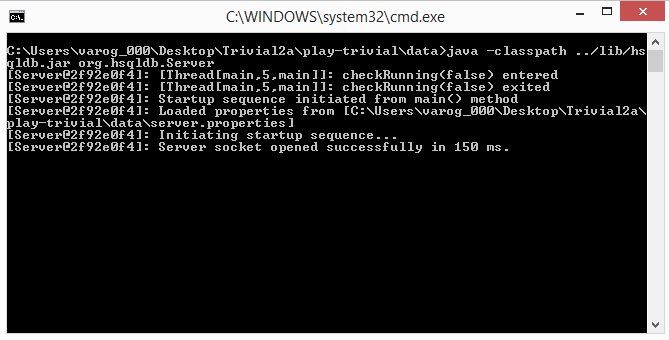 C:\WINDOWS\system32\cmd.exe
C:\Users\varog_000\Desktop\Trivial2a\play-trivial\data>java -classpath ../lib/hs
qldb.jar org.hsqldb.Server
[Server@2f92e0f4]: [Thread[main,5,main]]: checkRunning(false) entered
[Server@2f92e0f4]: [Thread[main,5,main]]: checkRunning(false) exited
[Server@2f92e0f4]: Startup sequence initiated from main() method
[Server@2f92e0f4]: Loaded properties from [C:\Users\varog_000\Desktop\Trivial2a\
play-trivial\data\server.properties]
[Server@2f92e0f4]: Initiating startup sequence...
[Server@2f92e0f4]: Server socket opened successfully in 150 ms.